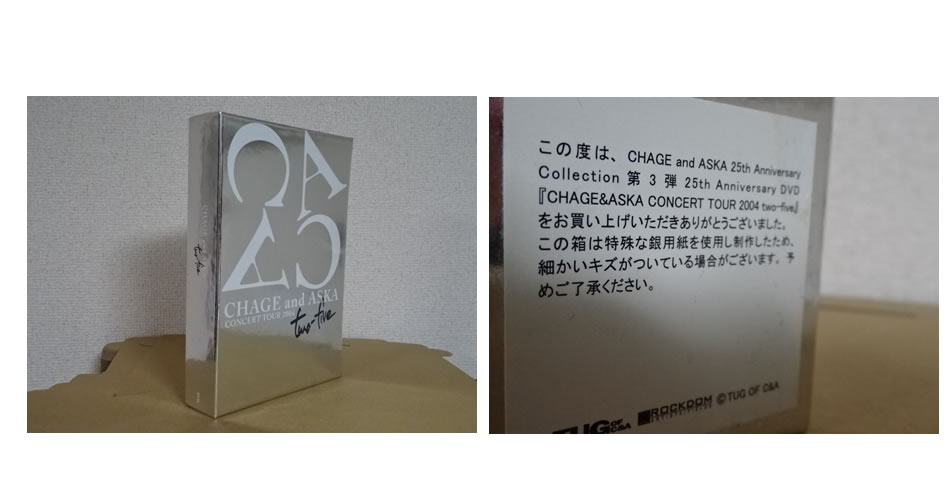 CA
AC
CHAGE and ASKA
CONCERT TOUR 2004
two-five
この度は、CHAGE and ASKA 25th Anniversary
Collection 第 3 弾 25th Anniversary DVD
『CHAGE&ASKA CONCERT TOUR 2004 two-five』
をお買い上げいただきありがとうございました。
この箱は特殊な銀用紙を使用し制作したため、
細かいキズがついている場合がございます。予
めご了承ください。
TUG OF C&A ROCKDOM ©TUG OF C&A